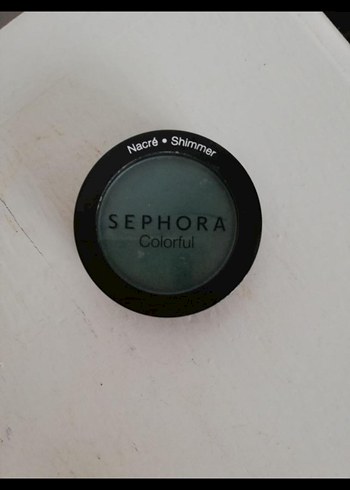 Nacré • Shimmer
SEPHORA
Colorful